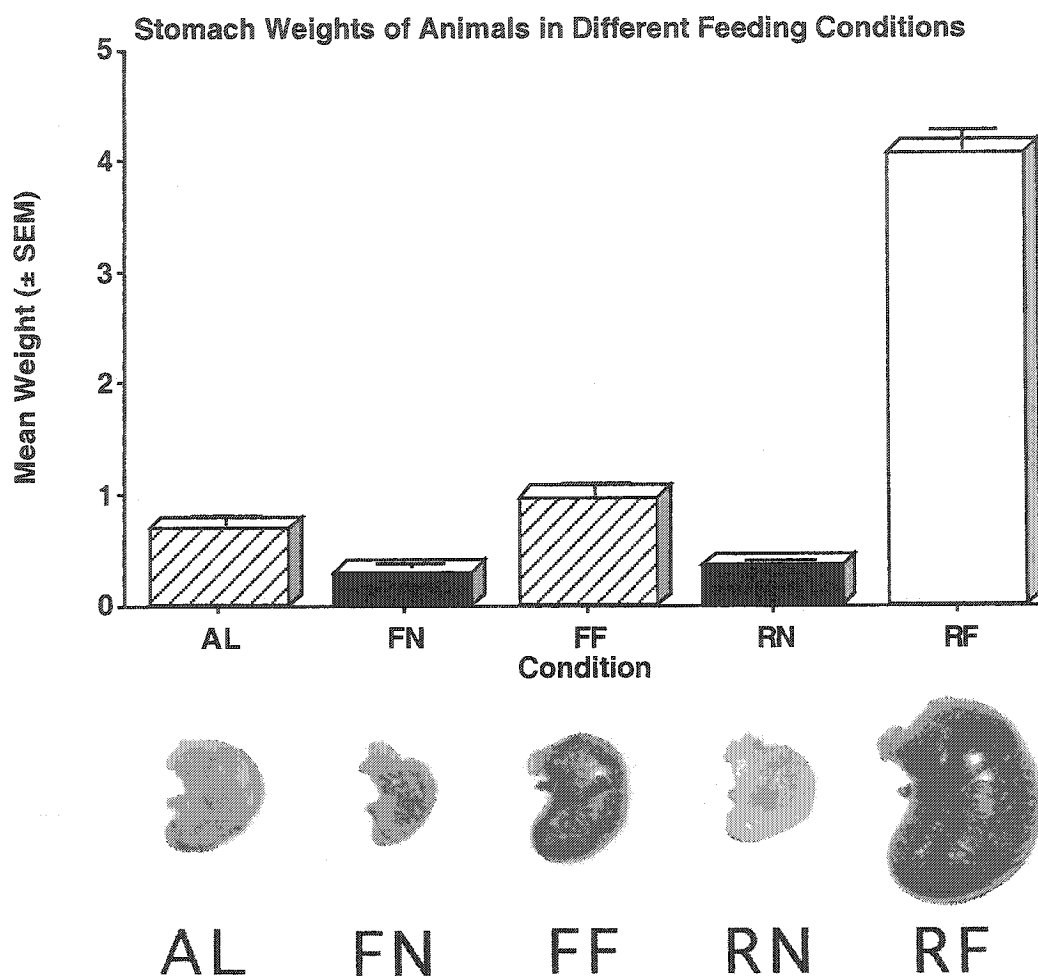 Stomach Weights of Animals in Different Feeding Conditions
5
4
3
2
1
0
Mean Weight (± SEM)
AL FN FF RN RF
Condition
AL FN FF RN RF